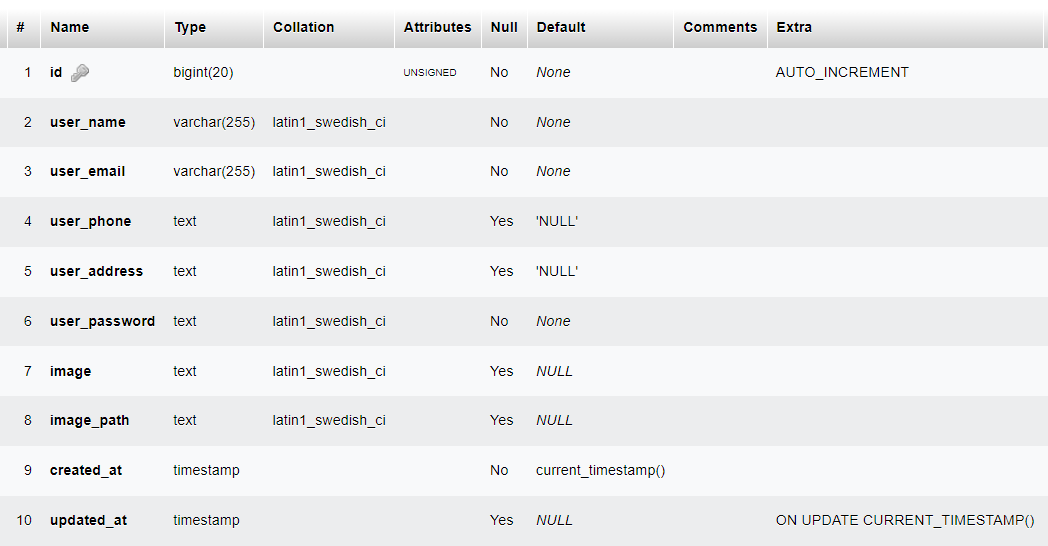 # Name Type Collation Attributes Null Default Comments Extra
1 id bigint(20) UNSIGNED No None AUTO_INCREMENT
2 user_name varchar(255) latin1_swedish_ci No None
3 user_email varchar(255) latin1_swedish_ci No None
4 user_phone text latin1_swedish_ci Yes 'NULL'
5 user_address text latin1_swedish_ci Yes 'NULL'
6 user_password text latin1_swedish_ci No None
7 image text latin1_swedish_ci Yes NULL
8 image_path text latin1_swedish_ci Yes NULL
9 created_at timestamp No current_timestamp()
10 updated_at timestamp Yes NULL ON UPDATE CURRENT_TIMESTAMP()